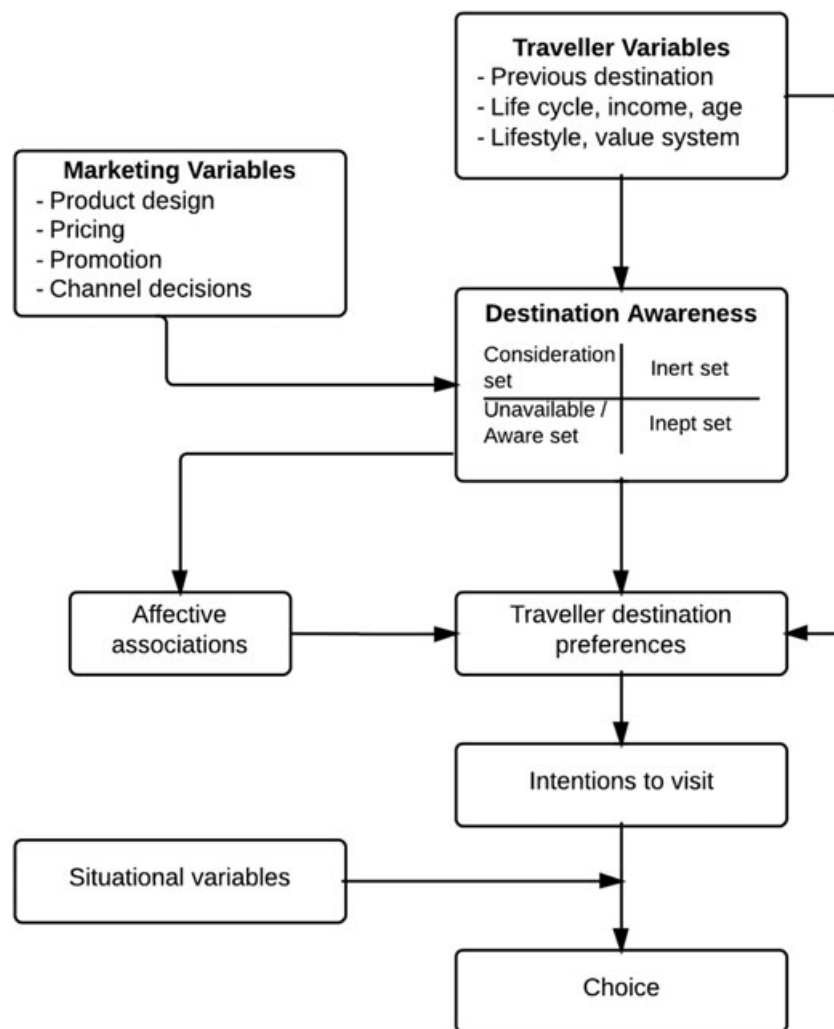 Traveller Variables
- Previous destination
- Life cycle, income, age
- Lifestyle, value system
Marketing Variables
- Product design
- Pricing
- Promotion
- Channel decisions
Destination Awareness
Consideration
set
Inert set
Unavailable /
Aware set
Inept set
Affective
associations
Traveller destination
preferences
Intentions to visit
Situational variables
Choice